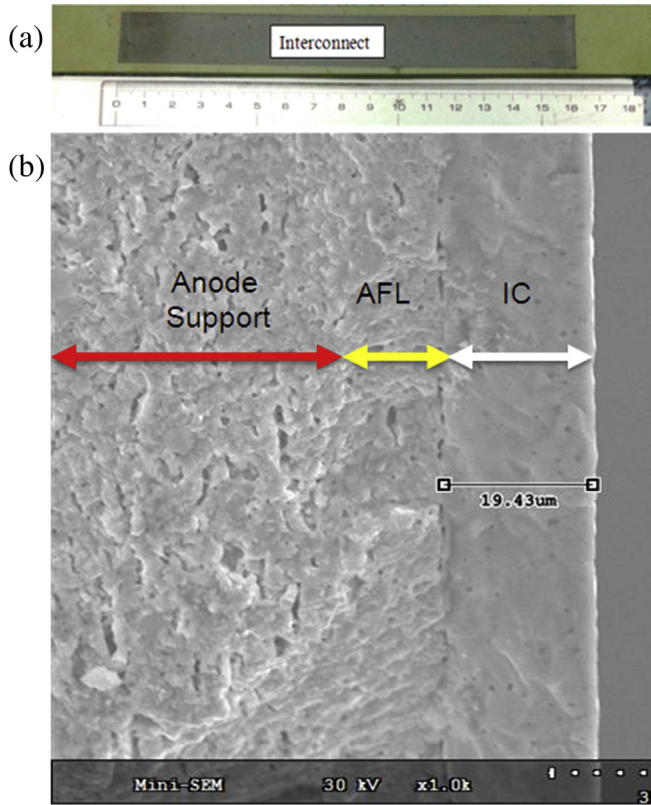 (a)
Interconnect
0 1 2 3 4 5 6 7 8 9 10 11 12 13 14 15 16 17 18
(b)
Anode
Support
AFL
IC
19.43um
Mini-SEM 30 kV x1.0k
3